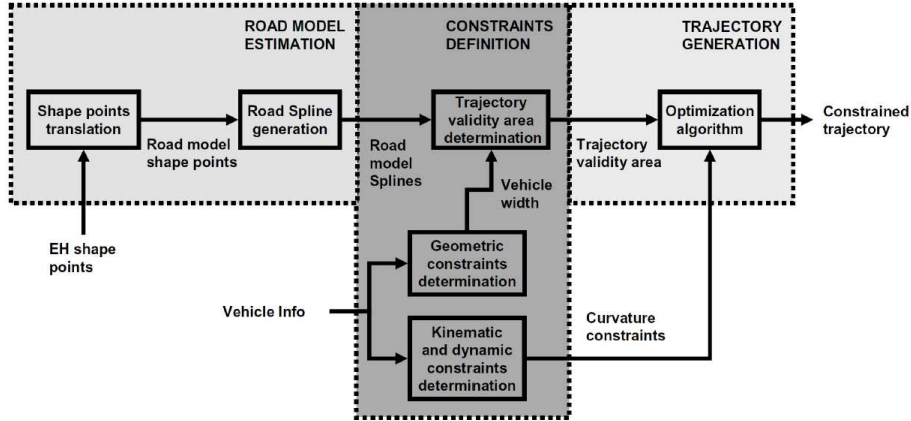 ROAD MODEL
ESTIMATION
CONSTRAINTS
DEFINITION
TRAJECTORY
GENERATION
Shape points
translation
Road Spline
generation
Trajectory
validity area
determination
Optimization
algorithm
Constrained
trajectory
Road model
shape points
Road
model
Splines
Trajectory
validity area
Vehicle
width
EH shape
points
Geometric
constraints
determination
Vehicle Info
Curvature
constraints
Kinematic
and dynamic
constraints
determination